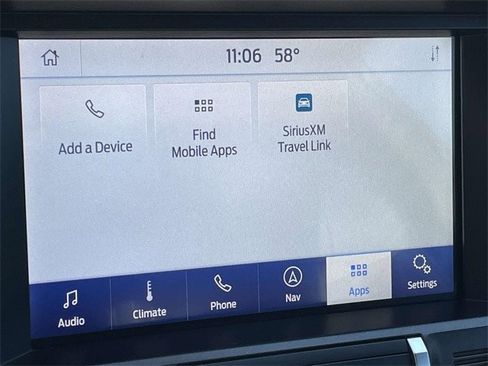 11:06 58°
Add a Device
Find
Mobile Apps
SiriusXM
Travel Link
Audio
Climate
Phone
Nav
Apps
Settings